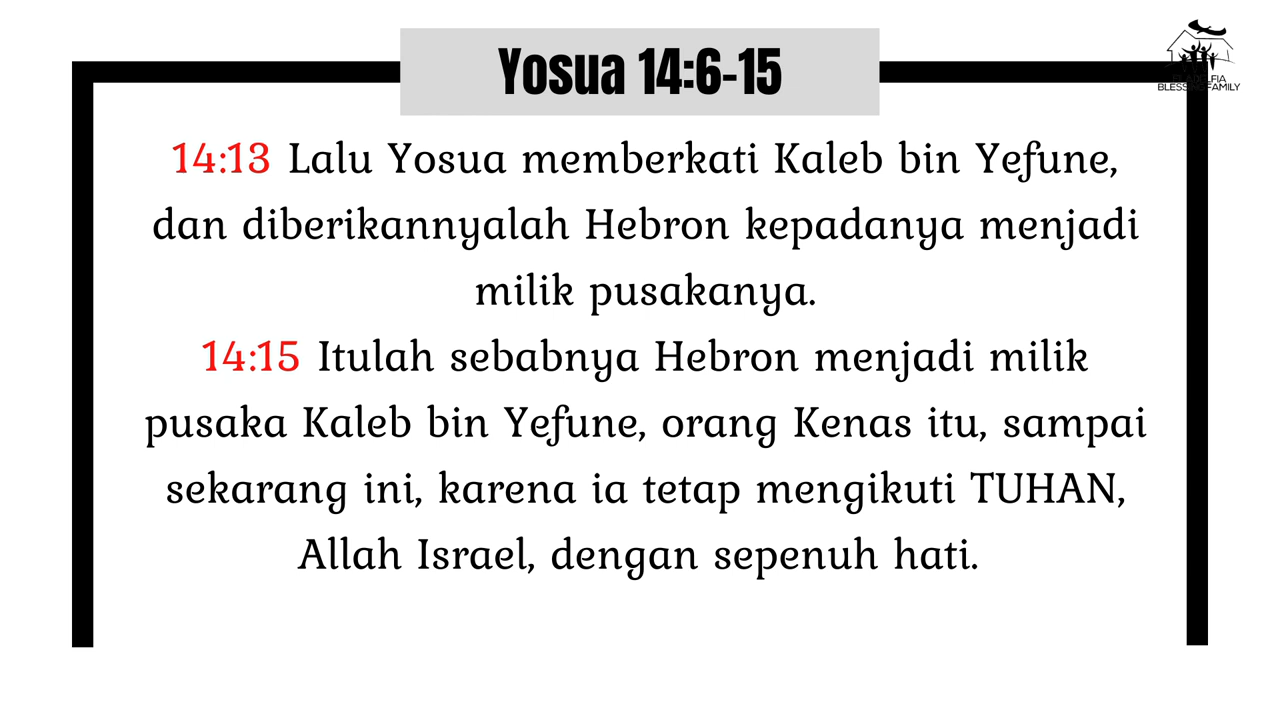 Yosua 14:6-15
14:13 Lalu Yosua memberkati Kaleb bin Yefune,
dan diberikannyalah Hebron kepadanya menjadi
milik pusakanya.
14:15 Itulah sebabnya Hebron menjadi milik
pusaka Kaleb bin Yefune, orang Kenas itu, sampai
sekarang ini, karena ia tetap mengikuti TUHAN,
Allah Israel, dengan sepenuh hati.
BLESSING FAMILY